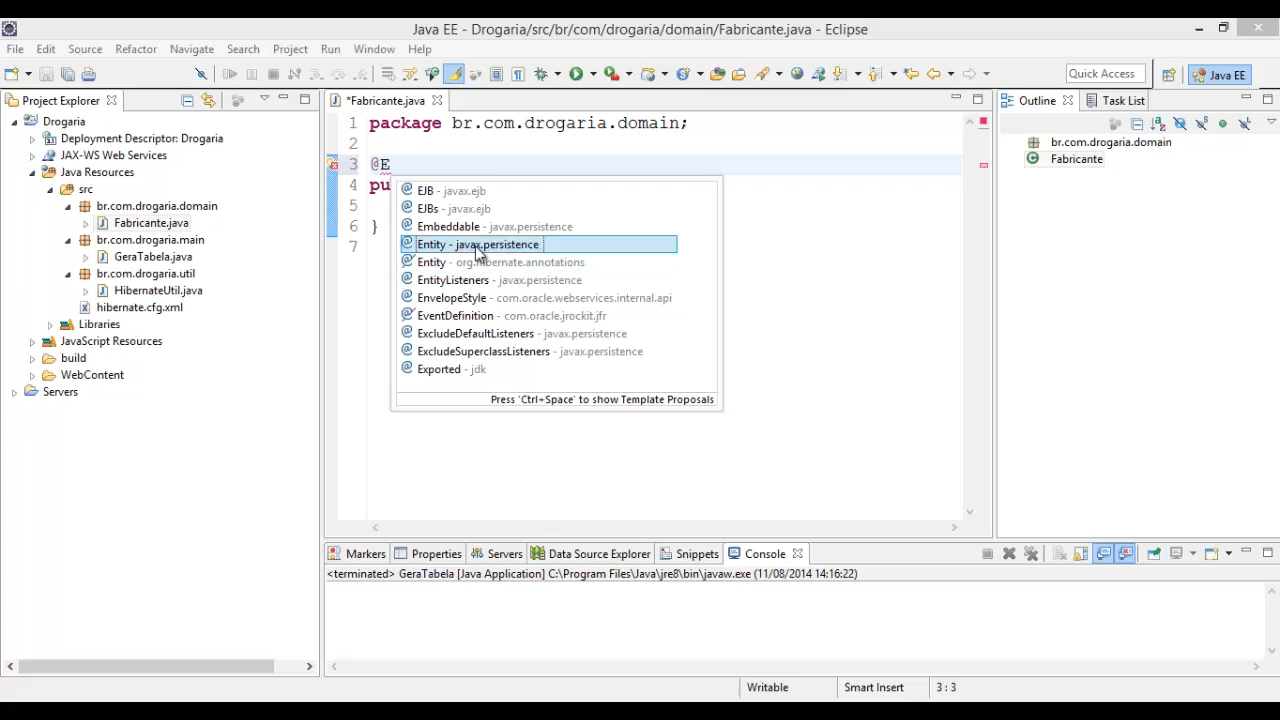 Java EE - Drogaria/src/br/com/drogaria/domain/Fabricante.java - Eclipse
File Edit Source Refactor Navigate Search Project Run Window Help
Quick Access Java EE
Project Explorer
Drogaria
Deployment Descriptor: Drogaria
JAX-WS Web Services
Java Resources
src
br.com.drogaria.domain
Fabricante.java
br.com.drogaria.main
GeraTabela.java
br.com.drogaria.util
HibernateUtil.java
hibernate.cfg.xml
Libraries
JavaScript Resources
build
WebContent
Servers
*Fabricante.java
1 package br.com.drogaria.domain;
2
3 @E
4 pu
5
6 }
7
EJB - javax.ejb
EJBs - javax.ejb
Embeddable - javax.persistence
Entity - javax.persistence
Entity - org.hibernate.annotations
EntityListeners - javax.persistence
EnvelopeStyle - com.oracle.webservices.internal.api
EventDefinition - com.oracle.jrockit.jfr
ExcludeDefaultListeners - javax.persistence
ExcludeSuperclassListeners - javax.persistence
Exported - jdk
Press 'Ctrl+Space' to show Template Proposals
Outline Task List
br.com.drogaria.domain
Fabricante
Markers Properties Servers Data Source Explorer Snippets Console
<terminated> GeraTabela [Java Application] C:\Program Files\Java\jre8\bin\javaw.exe (11/08/2014 14:16:22)
Writable Smart Insert 3 : 3